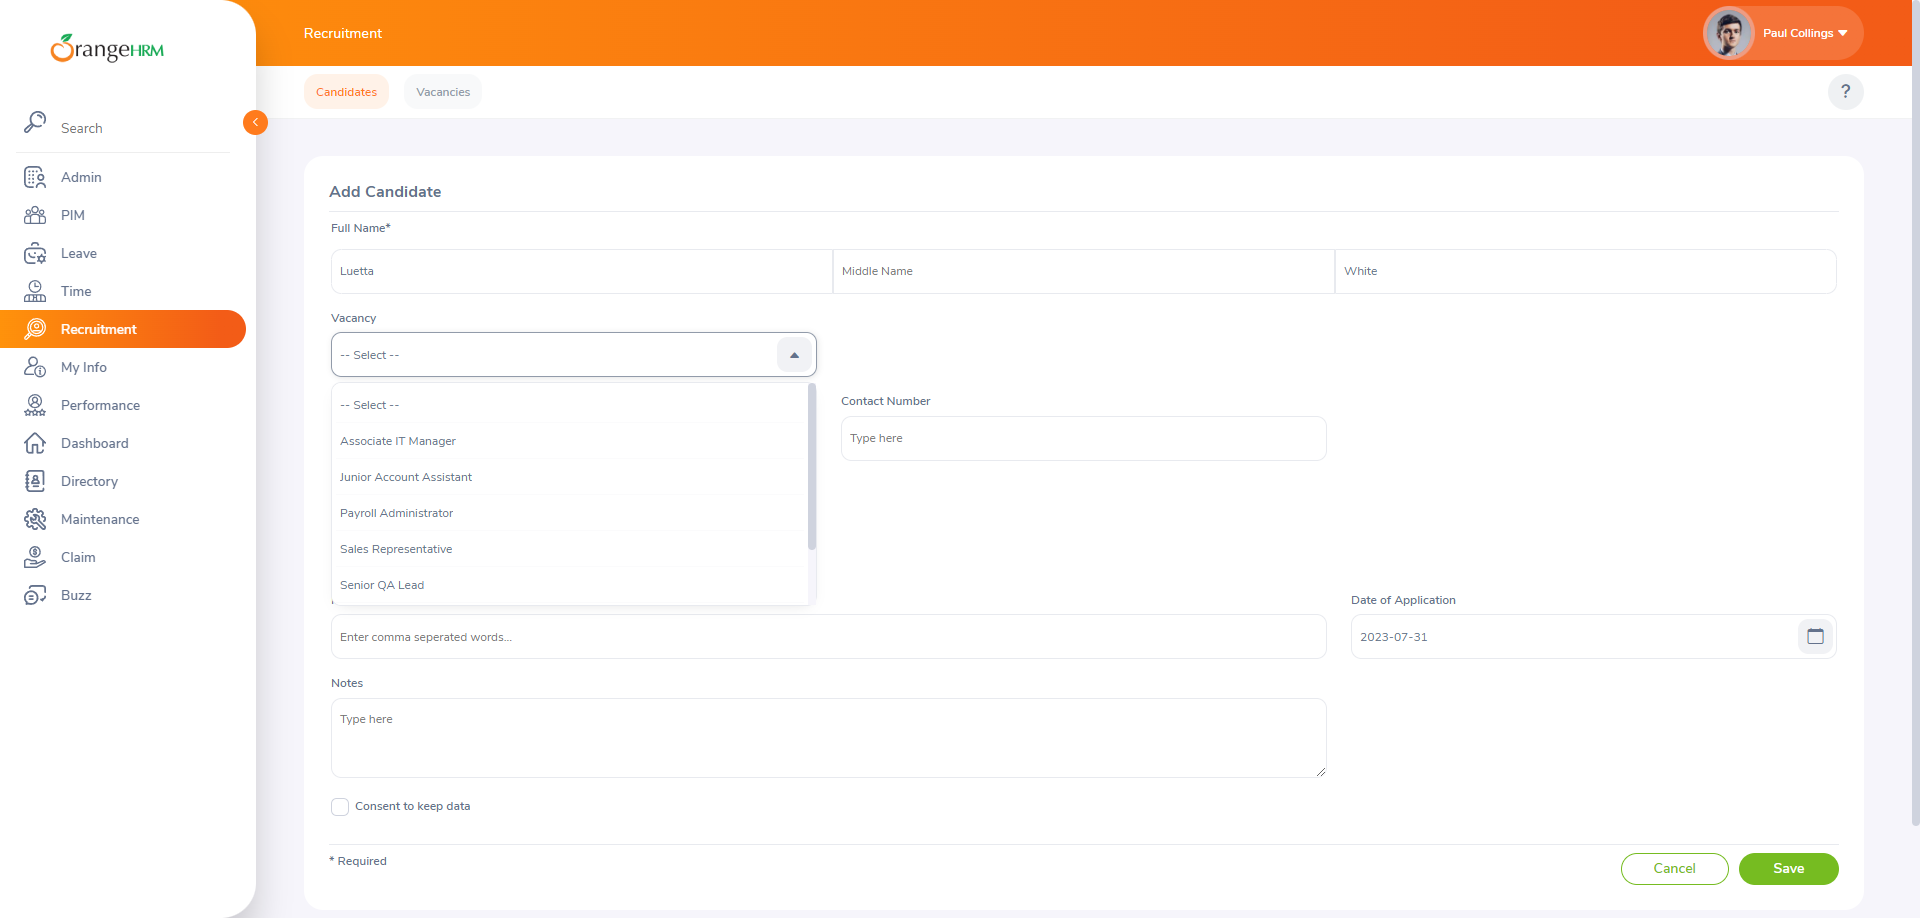 OrangeHRM
Recruitment
Paul Collings
Candidates
Vacancies
?
Search
Admin
PIM
Leave
Time
Recruitment
My Info
Performance
Dashboard
Directory
Maintenance
Claim
Buzz
Add Candidate
Full Name*
Luetta
Middle Name
White
Vacancy
-- Select --
-- Select --
Associate IT Manager
Junior Account Assistant
Payroll Administrator
Sales Representative
Senior QA Lead
Contact Number
Type here
Enter comma seperated words...
Date of Application
2023-07-31
Notes
Type here
Consent to keep data
* Required
Cancel
Save